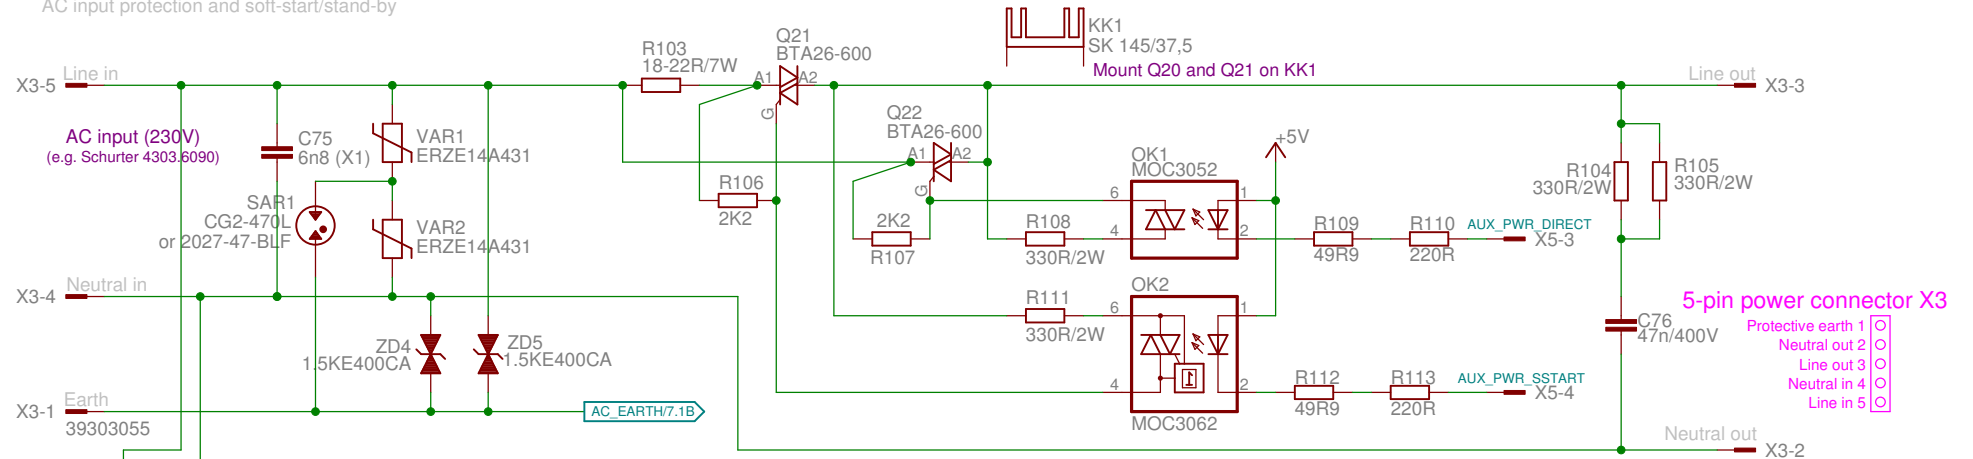 AC input protection and soft-start/stand-by
X3-5
Line in
AC input (230V)
(e.g. Schurter 4303.6090)
C75
6n8 (X1)
VAR1
ERZE14A431
SAR1
CG2-470L
or 2027-47-BLF
VAR2
ERZE14A431
X3-4
Neutral in
ZD4
1.5KE400CA
ZD5
1.5KE400CA
X3-1
Earth
39303055
AC_EARTH/7.1B
R103
18-22R/7W
Q21
BTA26-600
A1
A2
G
KK1
SK 145/37,5
Mount Q20 and Q21 on KK1
Q22
BTA26-600
A1
A2
G
R106
2K2
2K2
R107
R108
330R/2W
OK1
MOC3052
6
4
1
2
+5V
R109
49R9
R110
220R
AUX_PWR_DIRECT
X5-3
R111
330R/2W
OK2
6
4
1
2
1
MOC3062
R112
49R9
R113
220R
AUX_PWR_SSTART
X5-4
Line out
X3-3
R104
330R/2W
R105
330R/2W
C76
47n/400V
5-pin power connector X3
Protective earth 1
Neutral out 2
Line out 3
Neutral in 4
Line in 5
Neutral out
X3-2